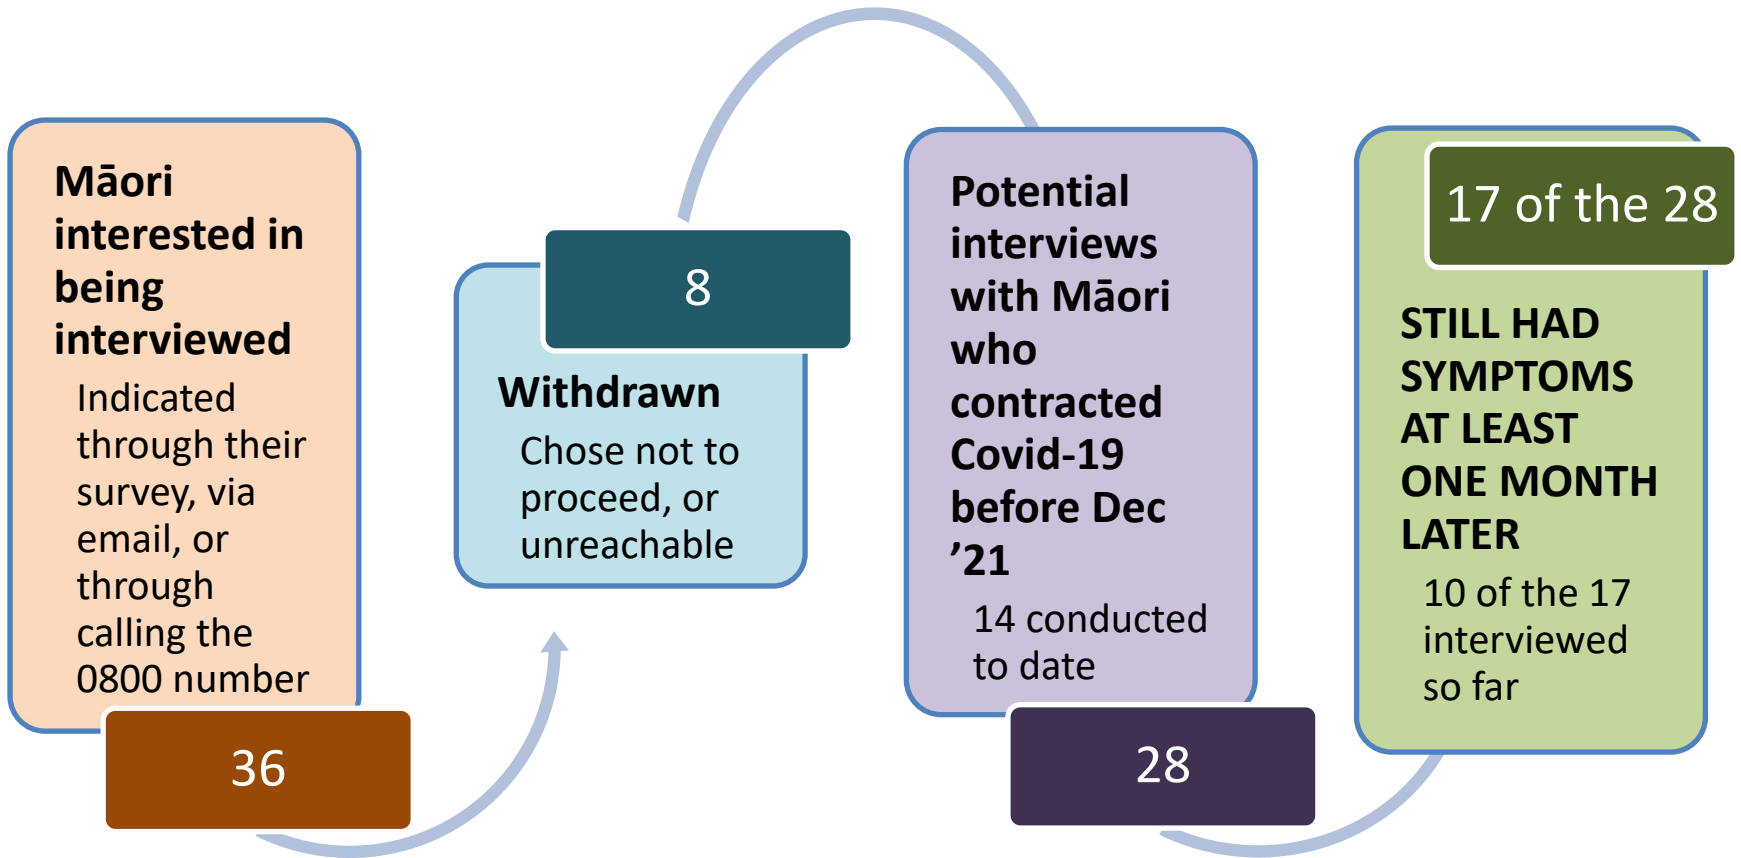 Māori
interested in
being
interviewed
Indicated
through their
survey, via
email, or
through
calling the
0800 number
36
8
Withdrawn
Chose not to
proceed, or
unreachable
Potential
interviews
with Māori
who
contracted
Covid-19
before Dec
’21
14 conducted
to date
28
17 of the 28
STILL HAD
SYMPTOMS
AT LEAST
ONE MONTH
LATER
10 of the 17
interviewed
so far